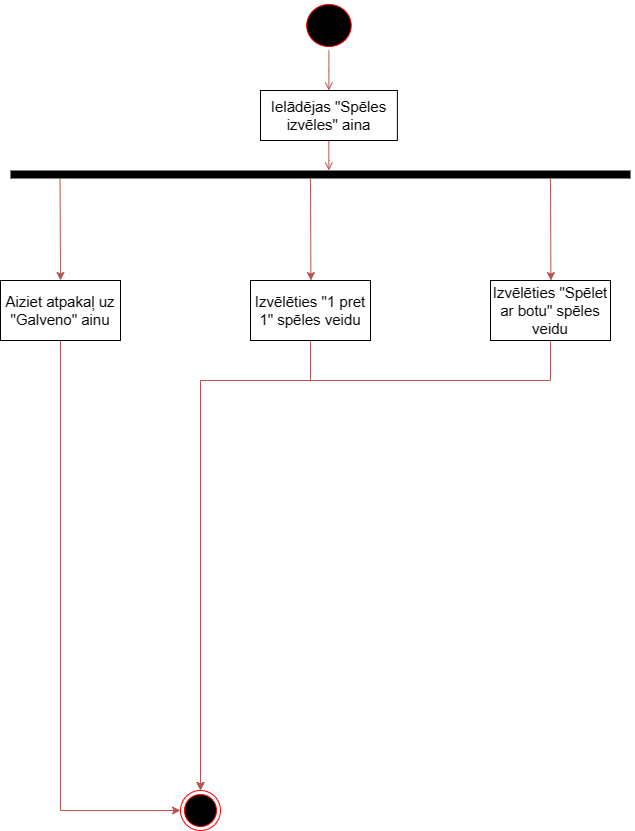 Ielādējas "Spēles
izvēles" aina
Aiziet atpakaļ uz
"Galveno" ainu
Izvēlēties "1 pret
1" spēles veidu
Izvēlēties "Spēlet
ar botu" spēles
veidu